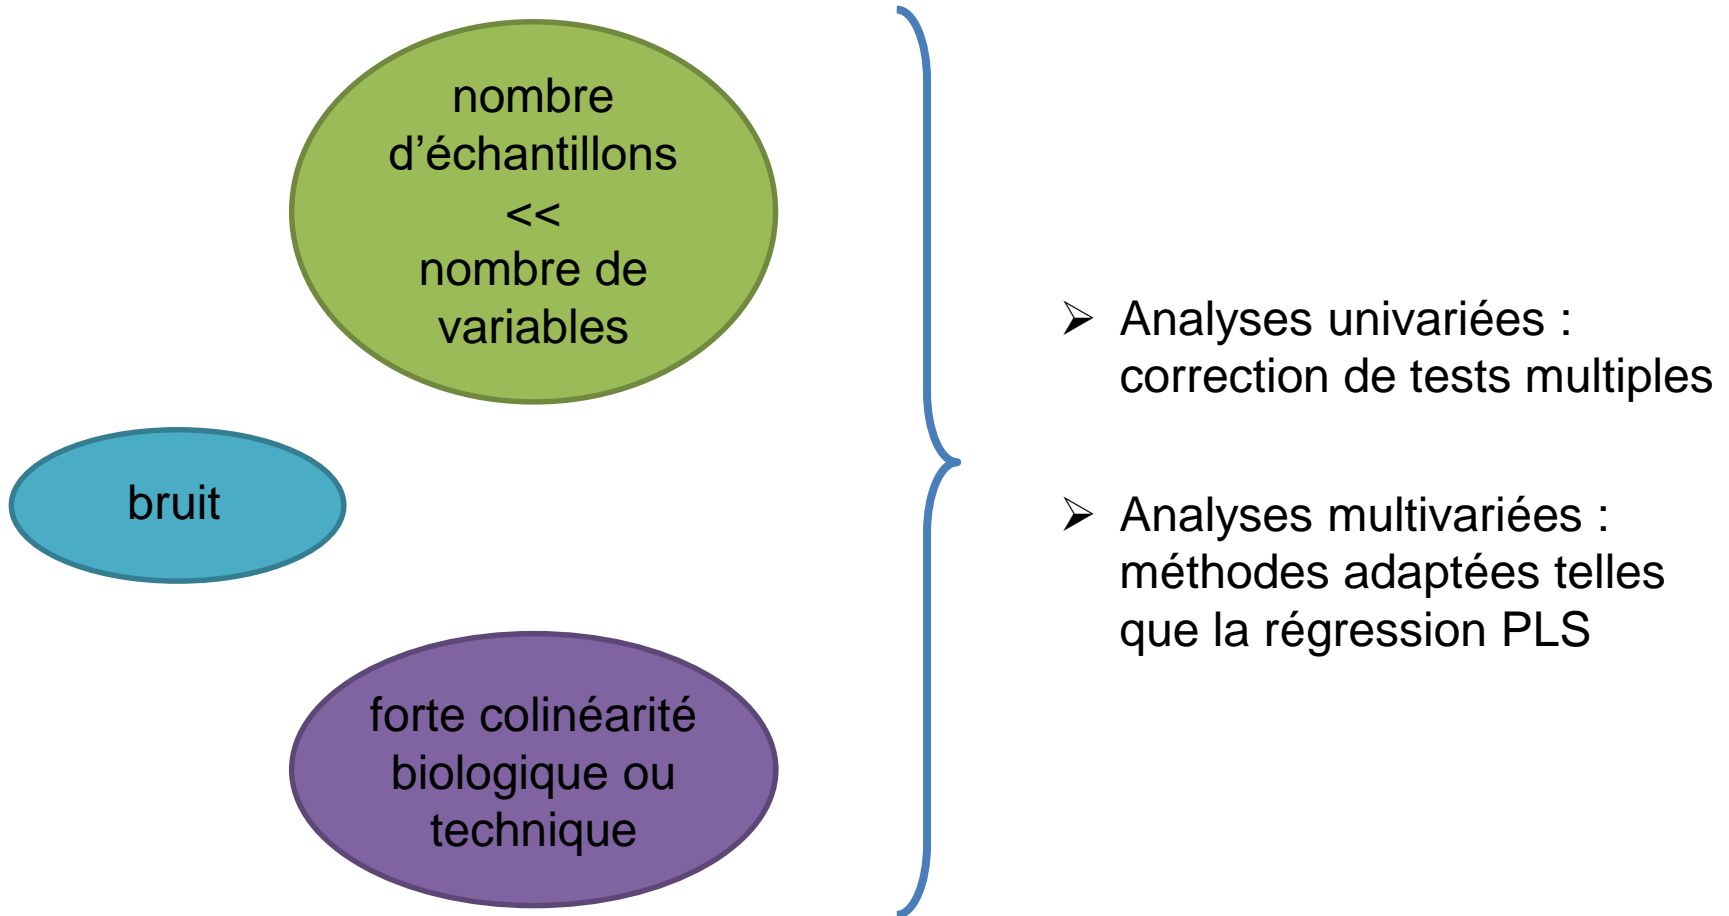 nombre
d’échantillons
<<
nombre de
variables
bruit
forte colinéarité
biologique ou
technique
➢ Analyses univariées :
correction de tests multiples
➢ Analyses multivariées :
méthodes adaptées telles
que la régression PLS